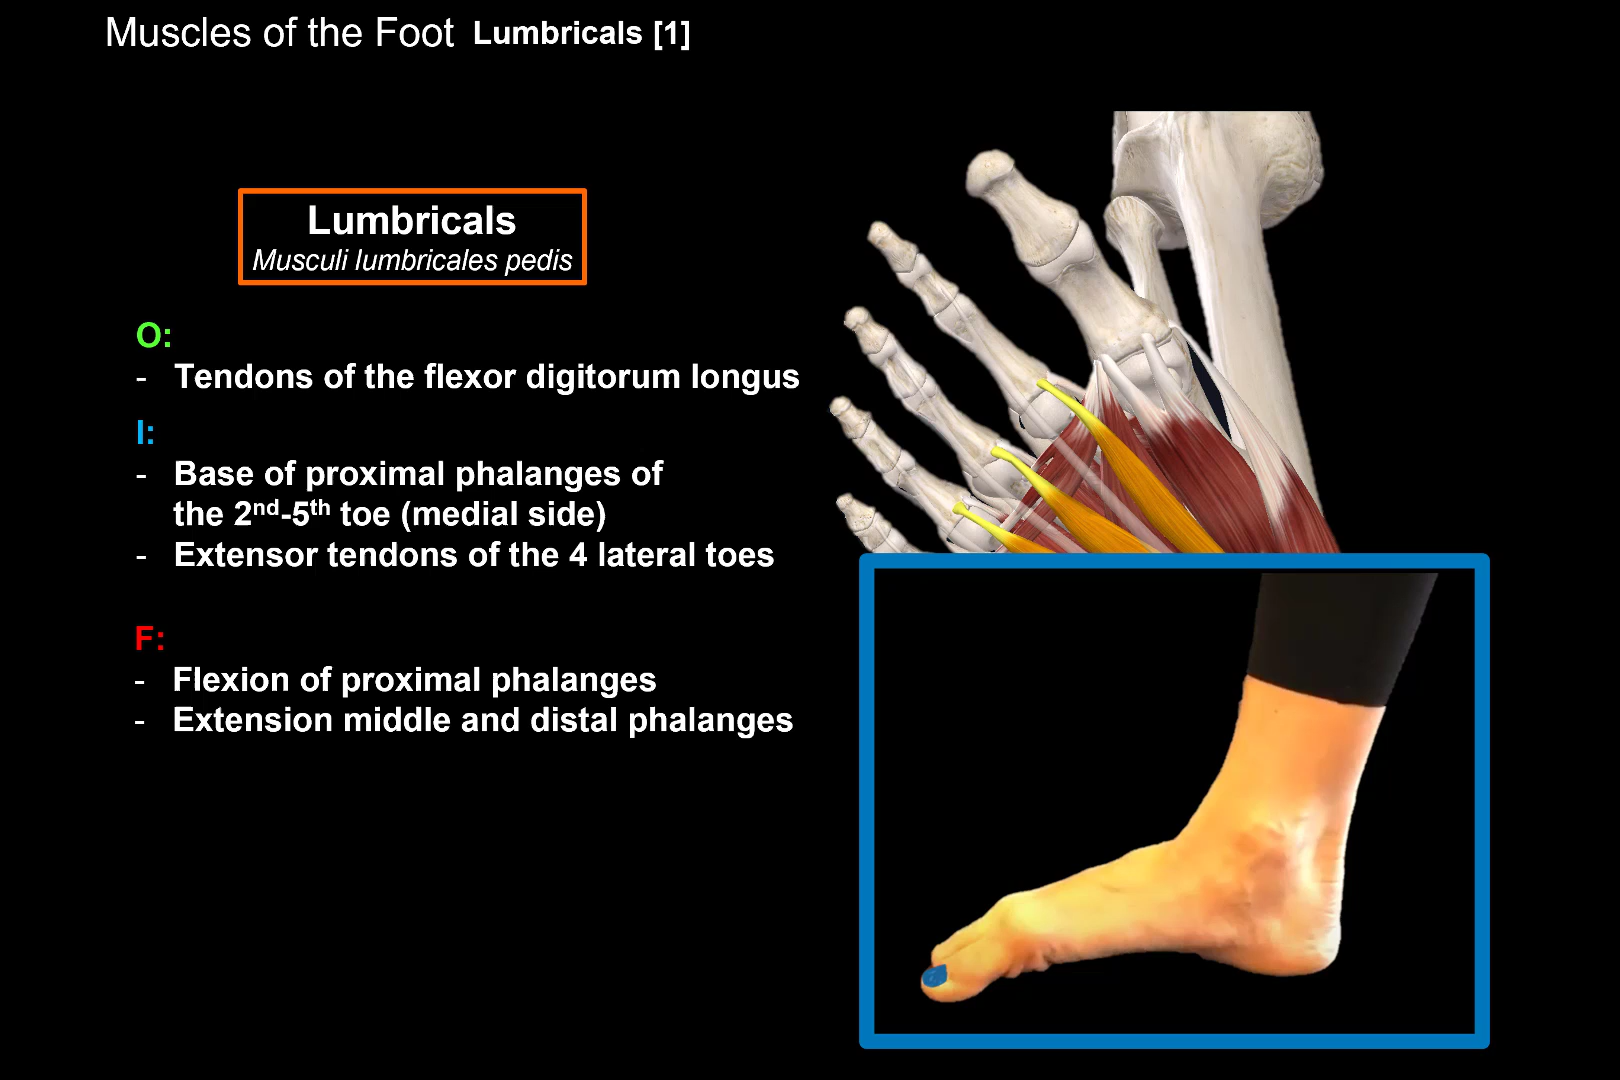 Muscles of the Foot Lumbricals [1]
Lumbricals
Musculi lumbricales pedis
O:
- Tendons of the flexor digitorum longus
I:
- Base of proximal phalanges of
the 2nd-5th toe (medial side)
- Extensor tendons of the 4 lateral toes
F:
- Flexion of proximal phalanges
- Extension middle and distal phalanges